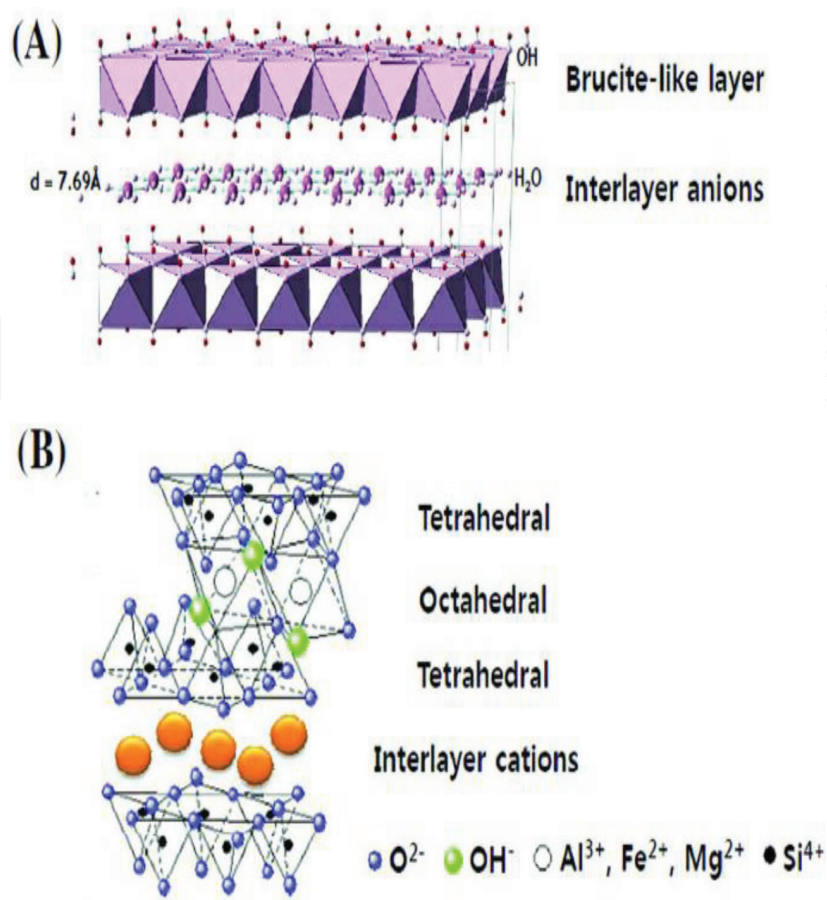 (A)
OH
Brucite-like layer
d = 7.69Å
H₂O
Interlayer anions
(B)
Tetrahedral
Octahedral
Tetrahedral
Interlayer cations
O²⁻ OH⁻ Al³⁺, Fe²⁺, Mg²⁺ Si⁴⁺